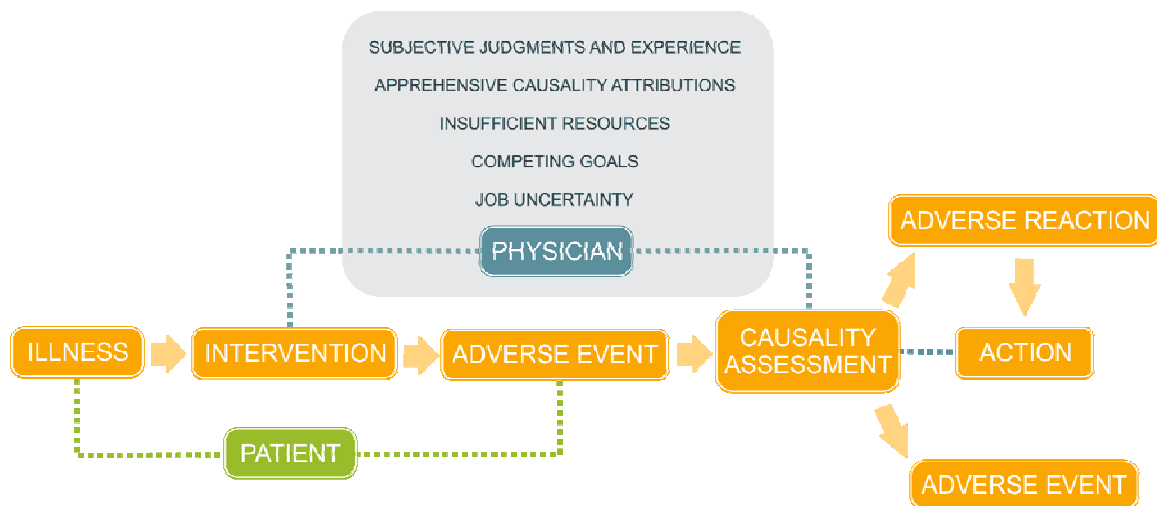 SUBJECTIVE JUDGMENTS AND EXPERIENCE
APPREHENSIVE CAUSALITY ATTRIBUTIONS
INSUFFICIENT RESOURCES
COMPETING GOALS
JOB UNCERTAINTY
PHYSICIAN
ADVERSE REACTION
ILLNESS
INTERVENTION
ADVERSE EVENT
CAUSALITY
ASSESSMENT
ACTION
PATIENT
ADVERSE EVENT